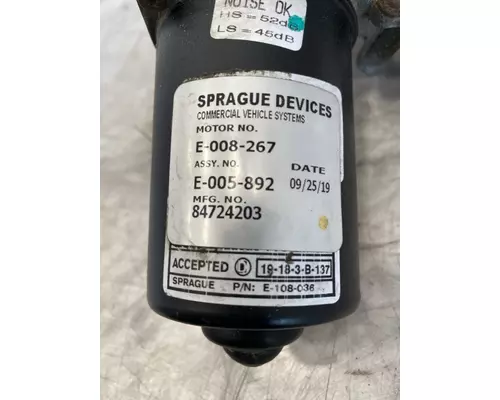 NOISE OK
HS = 52dB
LS = 45dB
SPRAGUE DEVICES
COMMERCIAL VEHICLE SYSTEMS
MOTOR NO.
E-008-267
ASSY. NO. DATE
E-005-892 09/25/19
MFG. NO.
84724203
ACCEPTED 19-18-3-B-137
SPRAGUE P/N: E-108-036